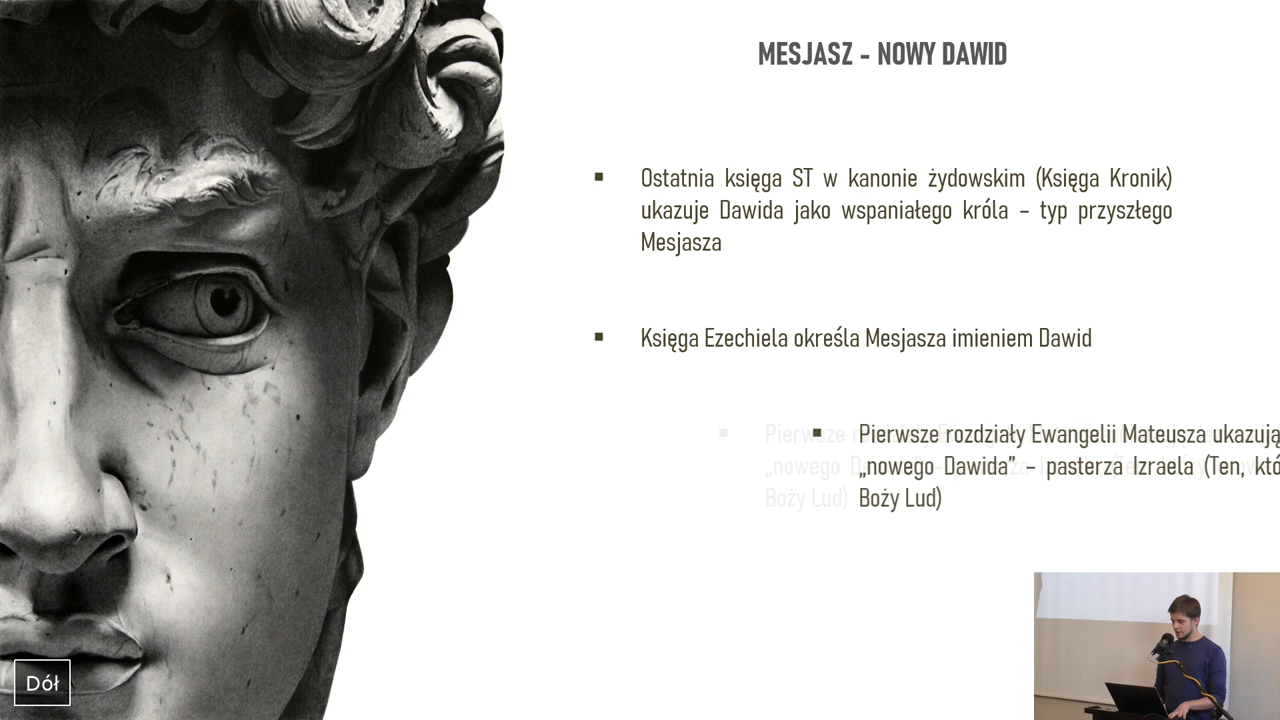 MESJASZ - NOWY DAWID
▪ Ostatnia księga ST w kanonie żydowskim (Księga Kronik)
ukazuje Dawida jako wspaniałego króla – typ przyszłego
Mesjasza
▪ Księga Ezechiela określa Mesjasza imieniem Dawid
▪ Pierwsze rozdziały Ewangelii Mateusza ukazują
„nowego Dawida” – pasterza Izraela (Ten, któ
Boży Lud)
Dół